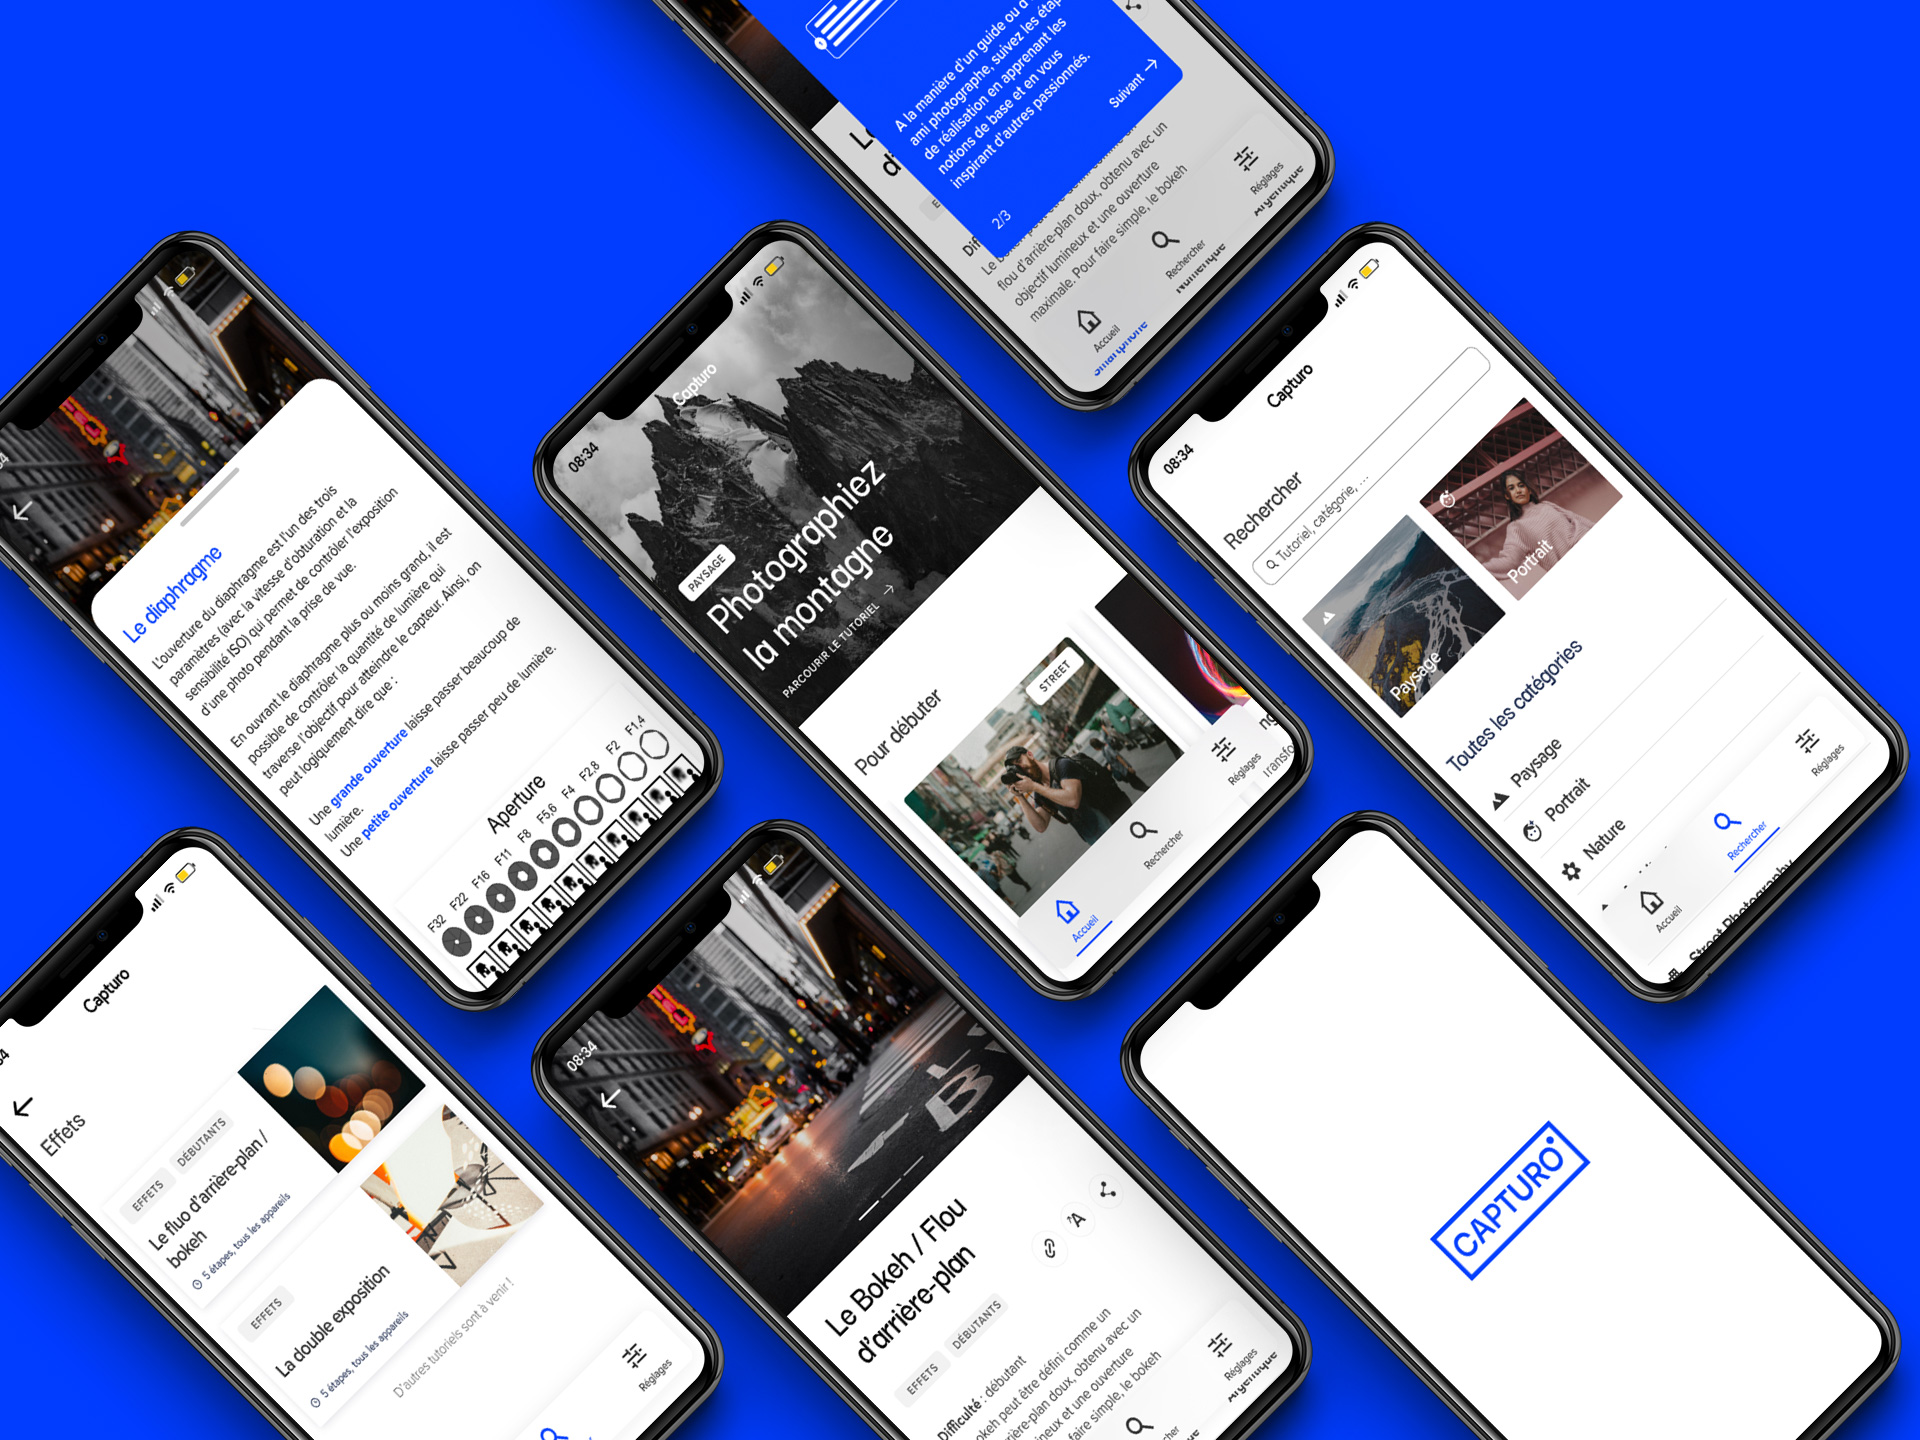 A la manière d'un guide ou d'
ami photographe, suivez les étap
de réalisation en apprenant les
notions de base et en vous
inspirant d'autres passionnés.
2/3
Suivant
flou d'arrière-plan doux, obtenu avec un
objectif lumineux et une ouverture
maximale. Pour faire simple, le bokeh
Accueil
Rechercher
Réglages
Le diaphragme
L'ouverture du diaphragme est l'un des trois
paramètres (avec la vitesse d'obturation et la
sensibilité ISO) qui permet de contrôler l'exposition
d'une photo pendant la prise de vue.
En ouvrant le diaphragme plus ou moins grand, il est
possible de contrôler la quantité de lumière qui
traverse l'objectif pour atteindre le capteur. Ainsi, on
peut logiquement dire que :
Une grande ouverture laisse passer beaucoup de
lumière.
Une petite ouverture laisse passer peu de lumière.
Aperture
F32 F22 F16 F11 F8 F5,6 F4 F2.8 F2 F1,4
08:34
Capturo
PAYSAGE
Photographiez
la montagne
PARCOURIR LE TUTORIEL
Pour débuter
STREET
Accueil
Rechercher
Réglages
08:34
Capturo
Rechercher
Tutoriel, catégorie, ...
Paysage
Portrait
Toutes les catégories
Paysage
Portrait
Nature
Street Photography
Accueil
Rechercher
Réglages
Capturo
Effets
EFFETS
DÉBUTANTS
Le fluo d'arrière-plan /
bokeh
5 étapes, tous les appareils
EFFETS
La double exposition
5 étapes, tous les appareils
D'autres tutoriels sont à venir !
Réglages
08:34
Le Bokeh / Flou
d'arrière-plan
EFFETS
DÉBUTANTS
Difficulté : débutant
okeh peut être défini comme un
rière-plan doux, obtenu avec un
ineux et une ouverture
faire simple, le bokeh
Réglages
CAPTURO